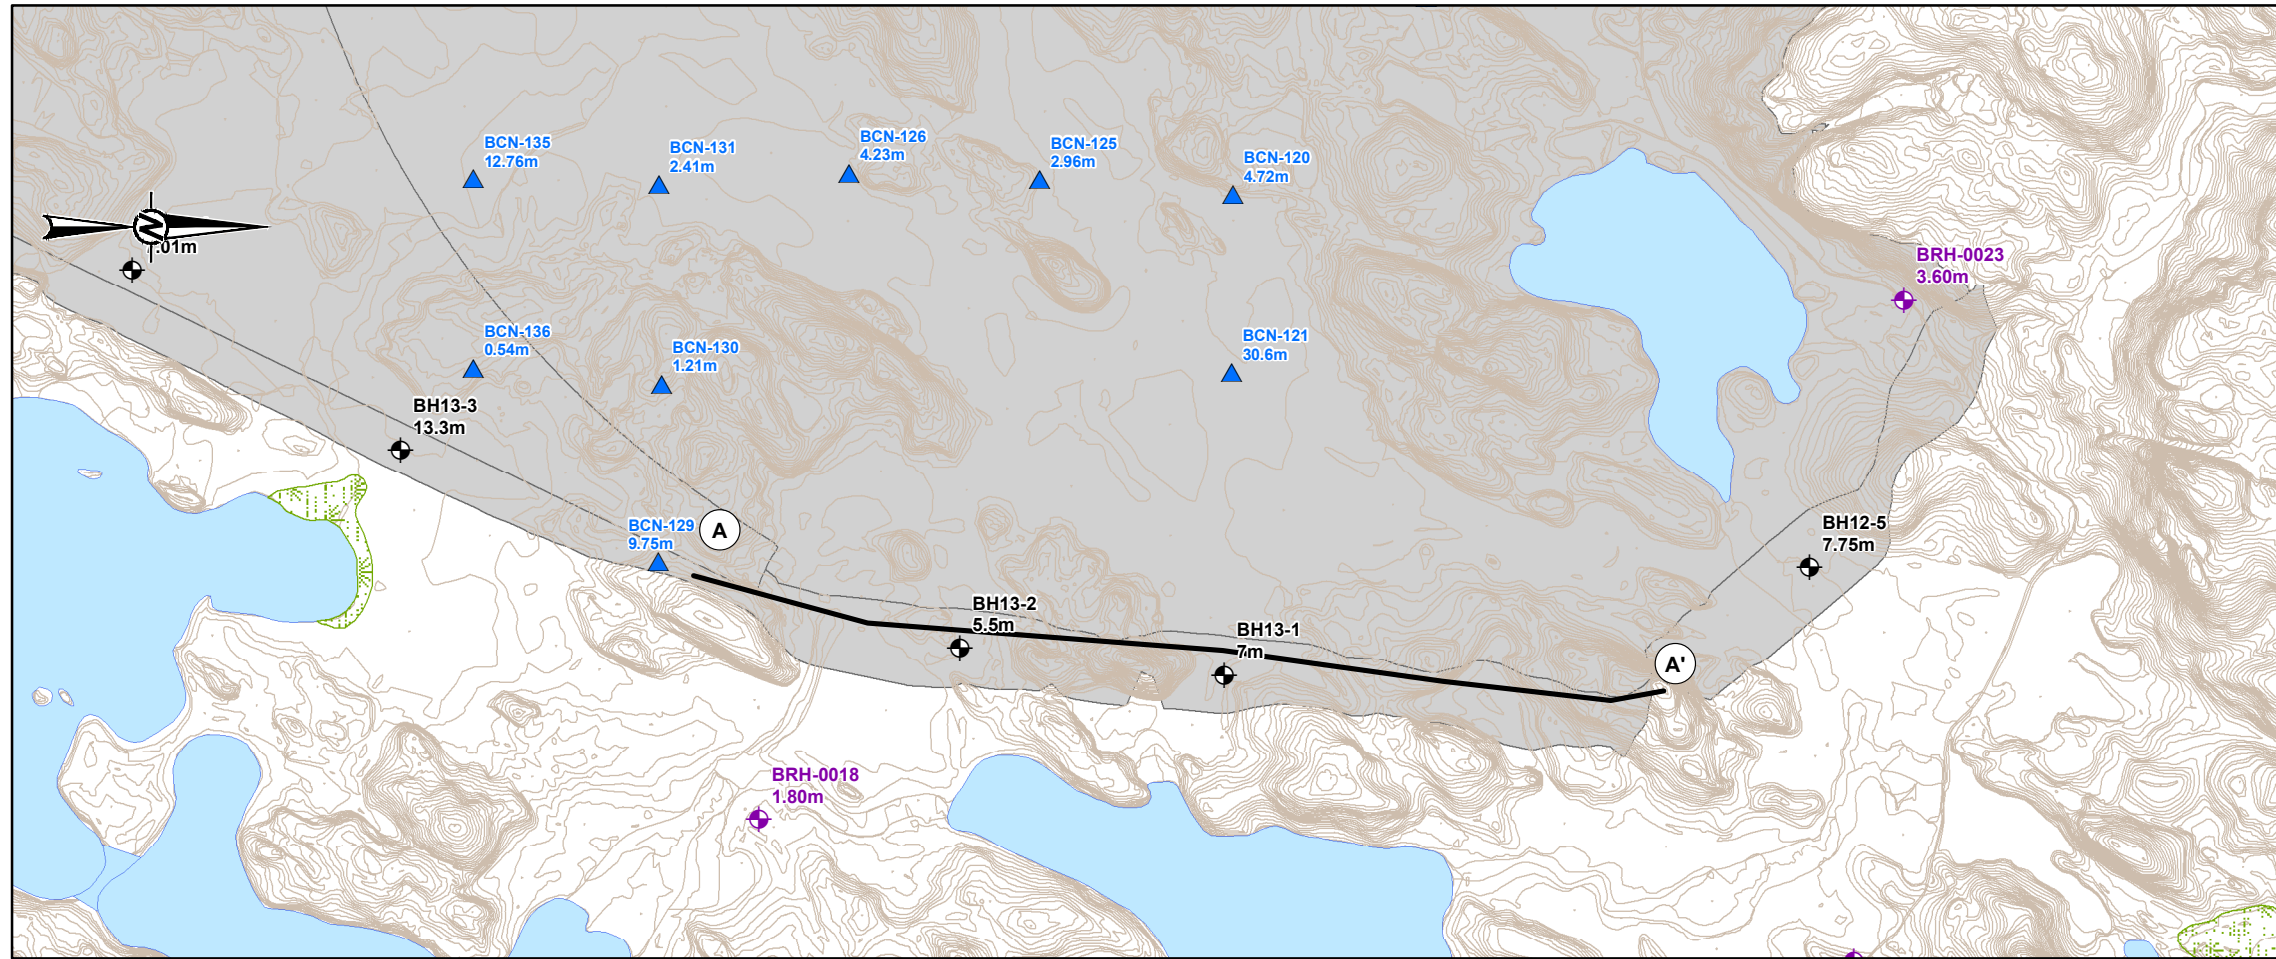 BCN-135
12.76m
BCN-131
2.41m
BCN-126
4.23m
BCN-125
2.96m
BCN-120
4.72m
N
.01m
BRH-0023
3.60m
BCN-136
0.54m
BCN-130
1.21m
BCN-121
30.6m
BH13-3
13.3m
BCN-129
9.75m
A
BH12-5
7.75m
BH13-2
5.5m
BH13-1
7m
A'
BRH-0018
1.80m